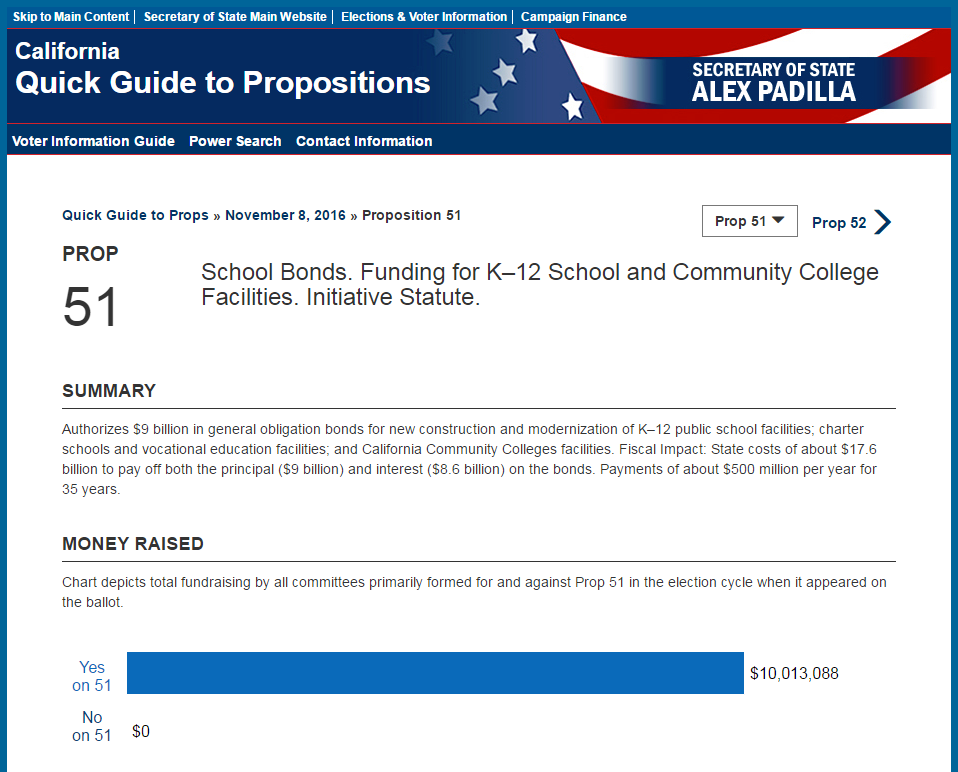 Skip to Main Content | Secretary of State Main Website | Elections & Voter Information | Campaign Finance
California
Quick Guide to Propositions
SECRETARY OF STATE
ALEX PADILLA
Voter Information Guide Power Search Contact Information
Quick Guide to Props » November 8, 2016 » Proposition 51
Prop 51
Prop 52
PROP
51
School Bonds. Funding for K–12 School and Community College
Facilities. Initiative Statute.
SUMMARY
Authorizes $9 billion in general obligation bonds for new construction and modernization of K–12 public school facilities; charter
schools and vocational education facilities; and California Community Colleges facilities. Fiscal Impact: State costs of about $17.6
billion to pay off both the principal ($9 billion) and interest ($8.6 billion) on the bonds. Payments of about $500 million per year for
35 years.
MONEY RAISED
Chart depicts total fundraising by all committees primarily formed for and against Prop 51 in the election cycle when it appeared on
the ballot.
Yes
on 51
$10,013,088
No
on 51
$0